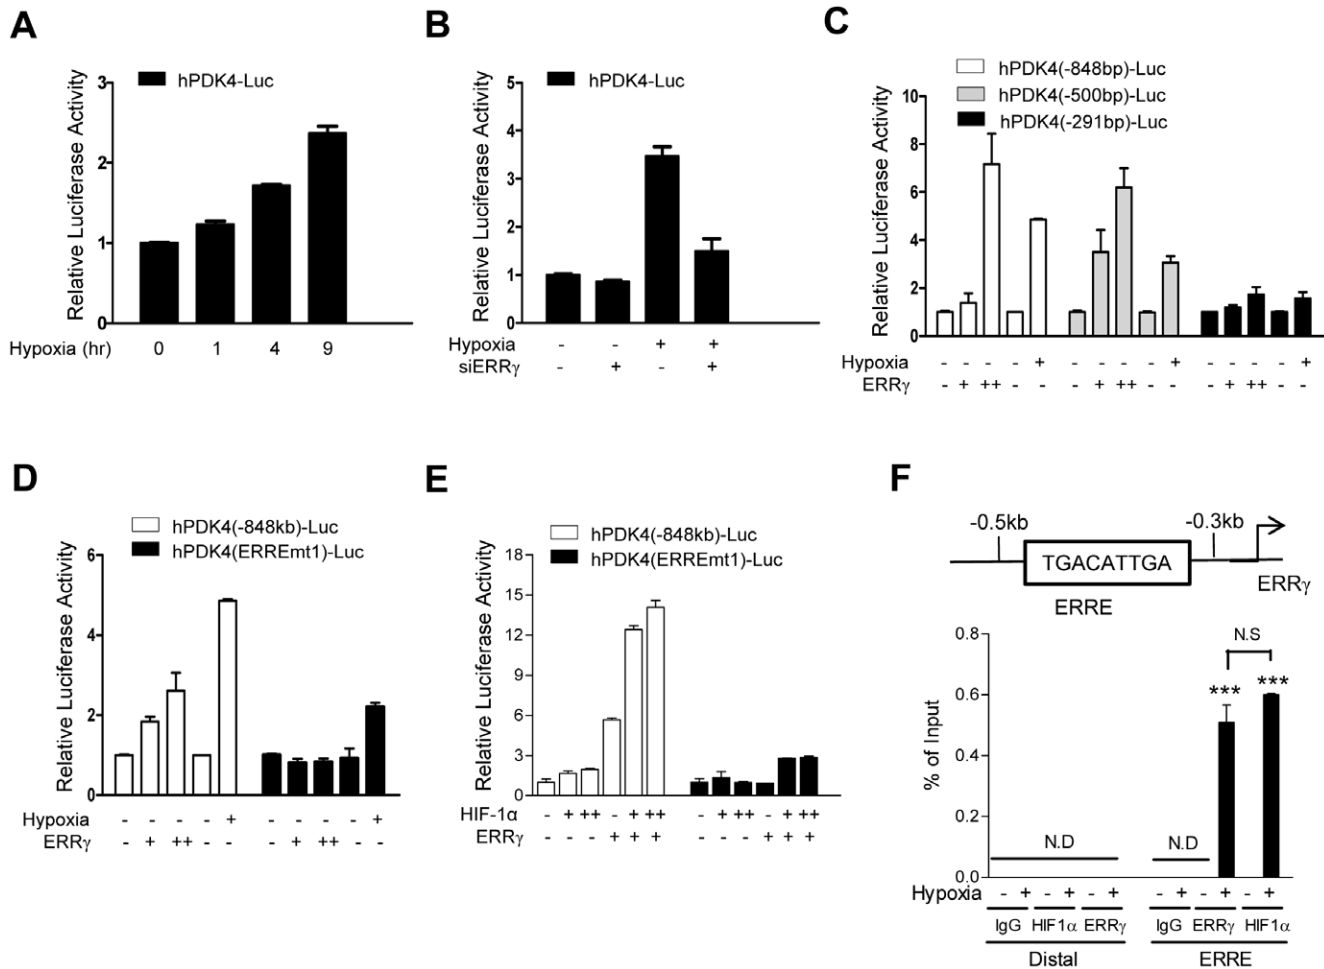 A
Relative Luciferase Activity
hPDK4-Luc
3
2
1
0
Hypoxia (hr) 0 1 4 9
B
Relative Luciferase Activity
hPDK4-Luc
5
4
3
2
1
0
Hypoxia - - + +
siERRγ - + - +
C
Relative Luciferase Activity
hPDK4(-848bp)-Luc
hPDK4(-500bp)-Luc
hPDK4(-291bp)-Luc
10
8
6
4
2
0
Hypoxia - - - - + - - - - + - - - - +
ERRγ - + ++ - - - + ++ - - - + ++ - -
D
Relative Luciferase Activity
hPDK4(-848kb)-Luc
hPDK4(ERREmt1)-Luc
6
4
2
0
Hypoxia - - - - + - - - - +
ERRγ - + ++ - - - + ++ - -
E
Relative Luciferase Activity
hPDK4(-848kb)-Luc
hPDK4(ERREmt1)-Luc
18
15
12
9
6
3
0
HIF-1α - + ++ - + ++ - + ++ - + ++
ERRγ - - - + + + - - - + + +
F
-0.5kb
-0.3kb
TGACATTGA
ERRγ
ERRE
% of Input
0.8
0.6
0.4
0.2
0.0
N.S
*** ***
N.D N.D
Hypoxia - + - + - + - + - + - +
IgG HIF1α ERRγ IgG ERRγ HIF1α
Distal ERRE